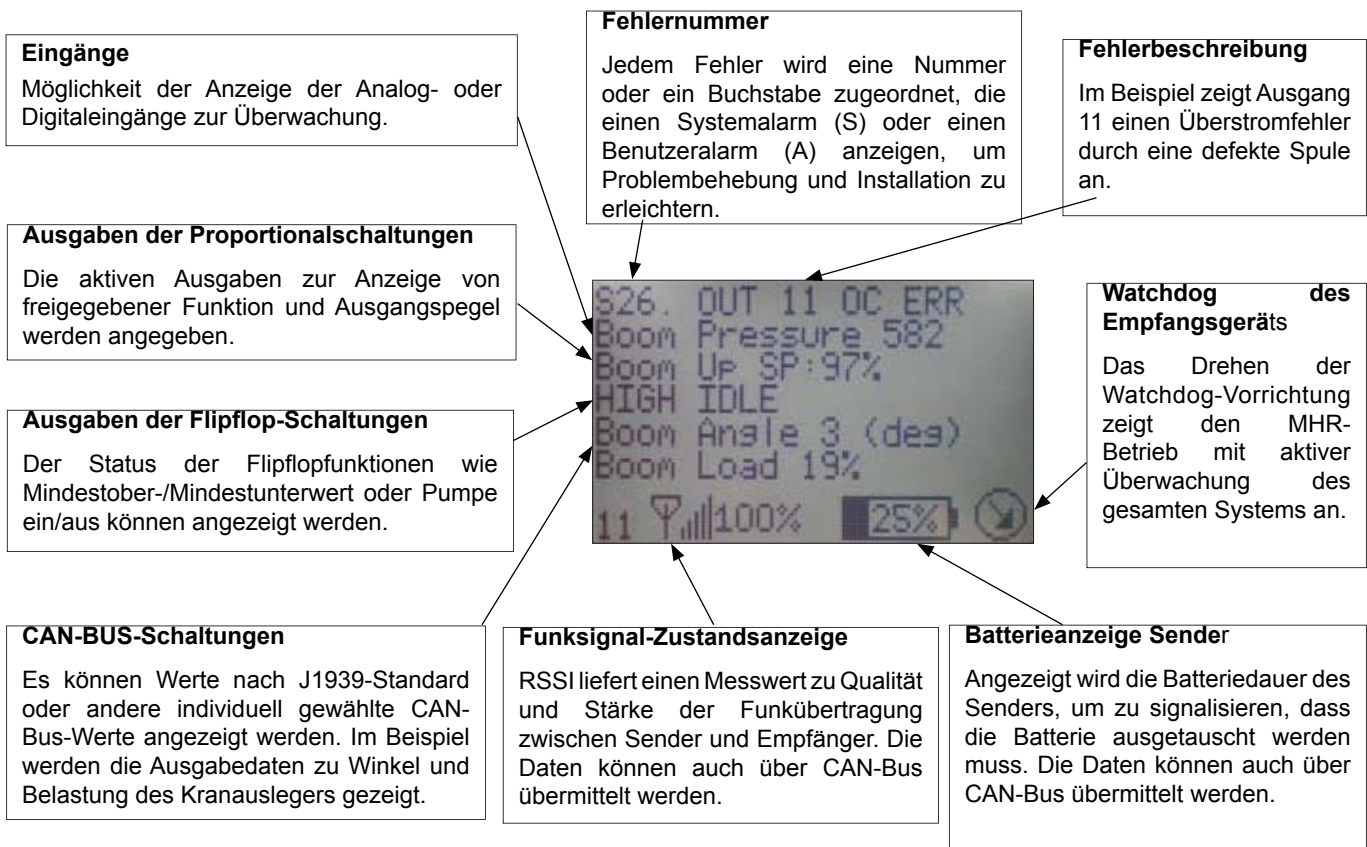 Eingänge
Möglichkeit der Anzeige der Analog- oder
Digitaleingänge zur Überwachung.
Fehlernummer
Jedem Fehler wird eine Nummer
oder ein Buchstabe zugeordnet, die
einen Systemalarm (S) oder einen
Benutzeralarm (A) anzeigen, um
Problembehebung und Installation zu
erleichtern.
Fehlerbeschreibung
Im Beispiel zeigt Ausgang
11 einen Überstromfehler
durch eine defekte Spule
an.
Ausgaben der Proportionalschaltungen
Die aktiven Ausgaben zur Anzeige von
freigegebener Funktion und Ausgangspegel
werden angegeben.
Ausgaben der Flipflop-Schaltungen
Der Status der Flipflopfunktionen wie
Mindestober-/Mindestunterwert oder Pumpe
ein/aus können angezeigt werden.
S26. OUT 11 OC ERR
Boom Pressure 582
Boom Up SP:97%
HIGH IDLE
Boom Angle 3 (deg)
Boom Load 19%
11 100% 25%
Watchdog des
Empfangsgeräts
Das Drehen der
Watchdog-Vorrichtung
zeigt den MHR-
Betrieb mit aktiver
Überwachung des
gesamten Systems an.
CAN-BUS-Schaltungen
Es können Werte nach J1939-Standard
oder andere individuell gewählte CAN-
Bus-Werte angezeigt werden. Im Beispiel
werden die Ausgabedaten zu Winkel und
Belastung des Kranauslegers gezeigt.
Funksignal-Zustandsanzeige
RSSI liefert einen Messwert zu Qualität
und Stärke der Funkübertragung
zwischen Sender und Empfänger. Die
Daten können auch über CAN-Bus
übermittelt werden.
Batterieanzeige Sender
Angezeigt wird die Batteriedauer des
Senders, um zu signalisieren, dass
die Batterie ausgetauscht werden
muss. Die Daten können auch über
CAN-Bus übermittelt werden.